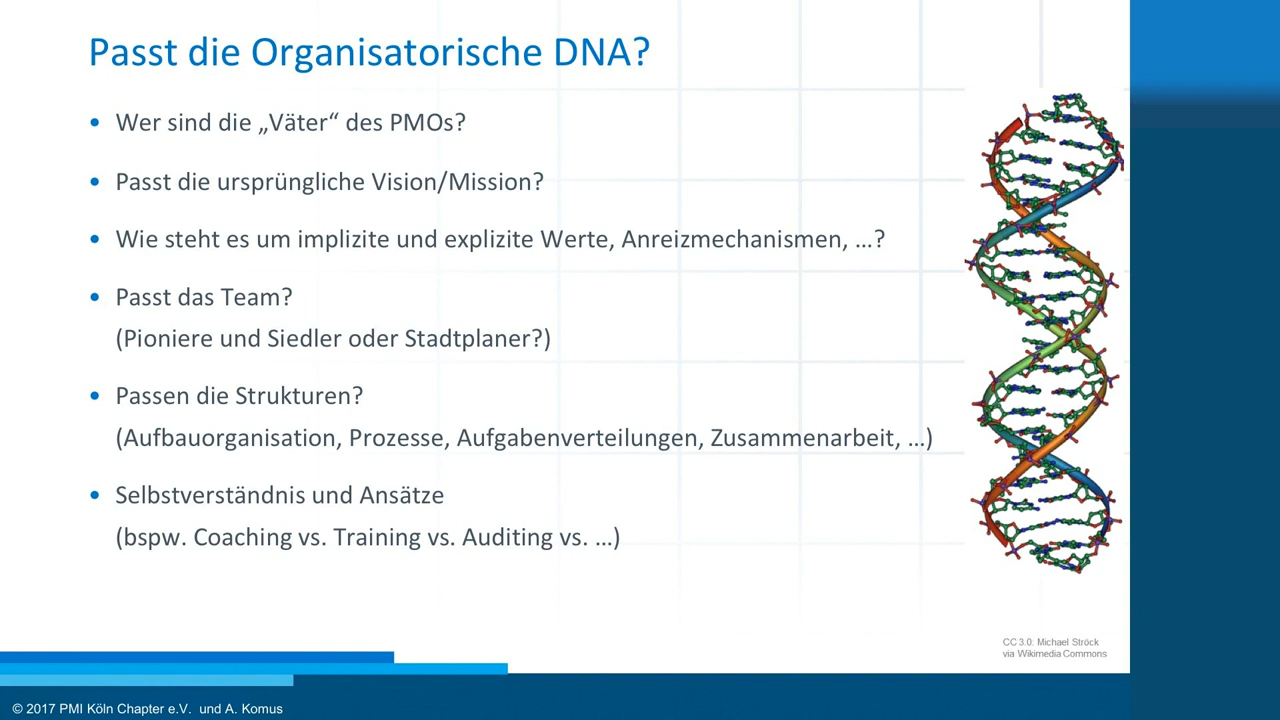 Passt die Organisatorische DNA?
• Wer sind die „Väter“ des PMOs?
• Passt die ursprüngliche Vision/Mission?
• Wie steht es um implizite und explizite Werte, Anreizmechanismen, …?
• Passt das Team?
(Pioniere und Siedler oder Stadtplaner?)
• Passen die Strukturen?
(Aufbauorganisation, Prozesse, Aufgabenverteilungen, Zusammenarbeit, …)
• Selbstverständnis und Ansätze
(bspw. Coaching vs. Training vs. Auditing vs. …)
CC 3.0: Michael Ströck
via Wikimedia Commons
© 2017 PMI Köln Chapter e.V. und A. Komus